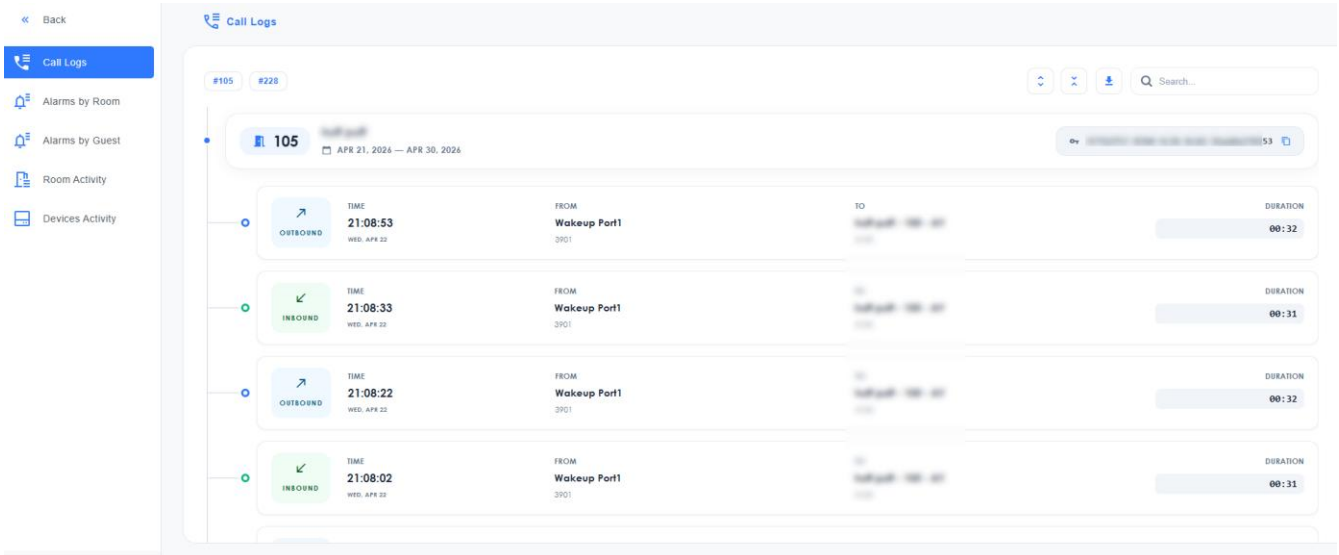 Back
Call Logs
Call Logs
Alarms by Room
Alarms by Guest
Room Activity
Devices Activity
#105 #228
Search...
105
APR 21, 2026 — APR 30, 2026
53
TIME FROM TO DURATION
OUTBOUND 21:08:53 Wakeup Port1 00:32
WED, APR 22 3901
TIME FROM DURATION
INBOUND 21:08:33 Wakeup Port1 00:31
WED, APR 22 3901
TIME FROM DURATION
OUTBOUND 21:08:22 Wakeup Port1 00:32
WED, APR 22 3901
TIME FROM DURATION
INBOUND 21:08:02 Wakeup Port1 00:31
WED, APR 22 3901